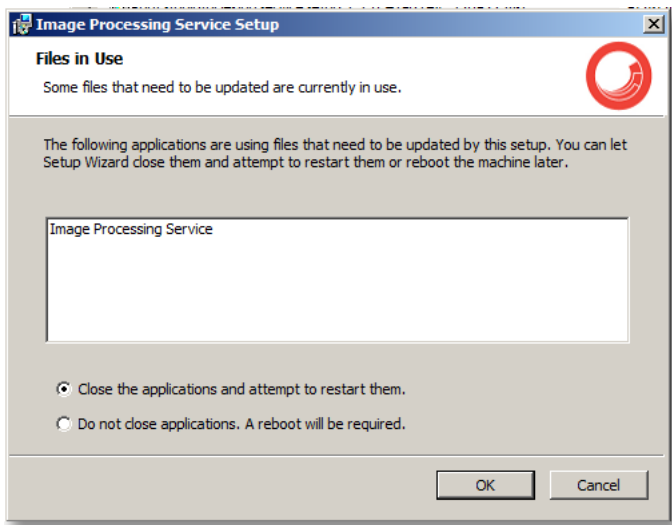 Image Processing Service Setup
Files in Use
Some files that need to be updated are currently in use.
The following applications are using files that need to be updated by this setup. You can let
Setup Wizard close them and attempt to restart them or reboot the machine later.
Image Processing Service
Close the applications and attempt to restart them.
Do not close applications. A reboot will be required.
OK
Cancel